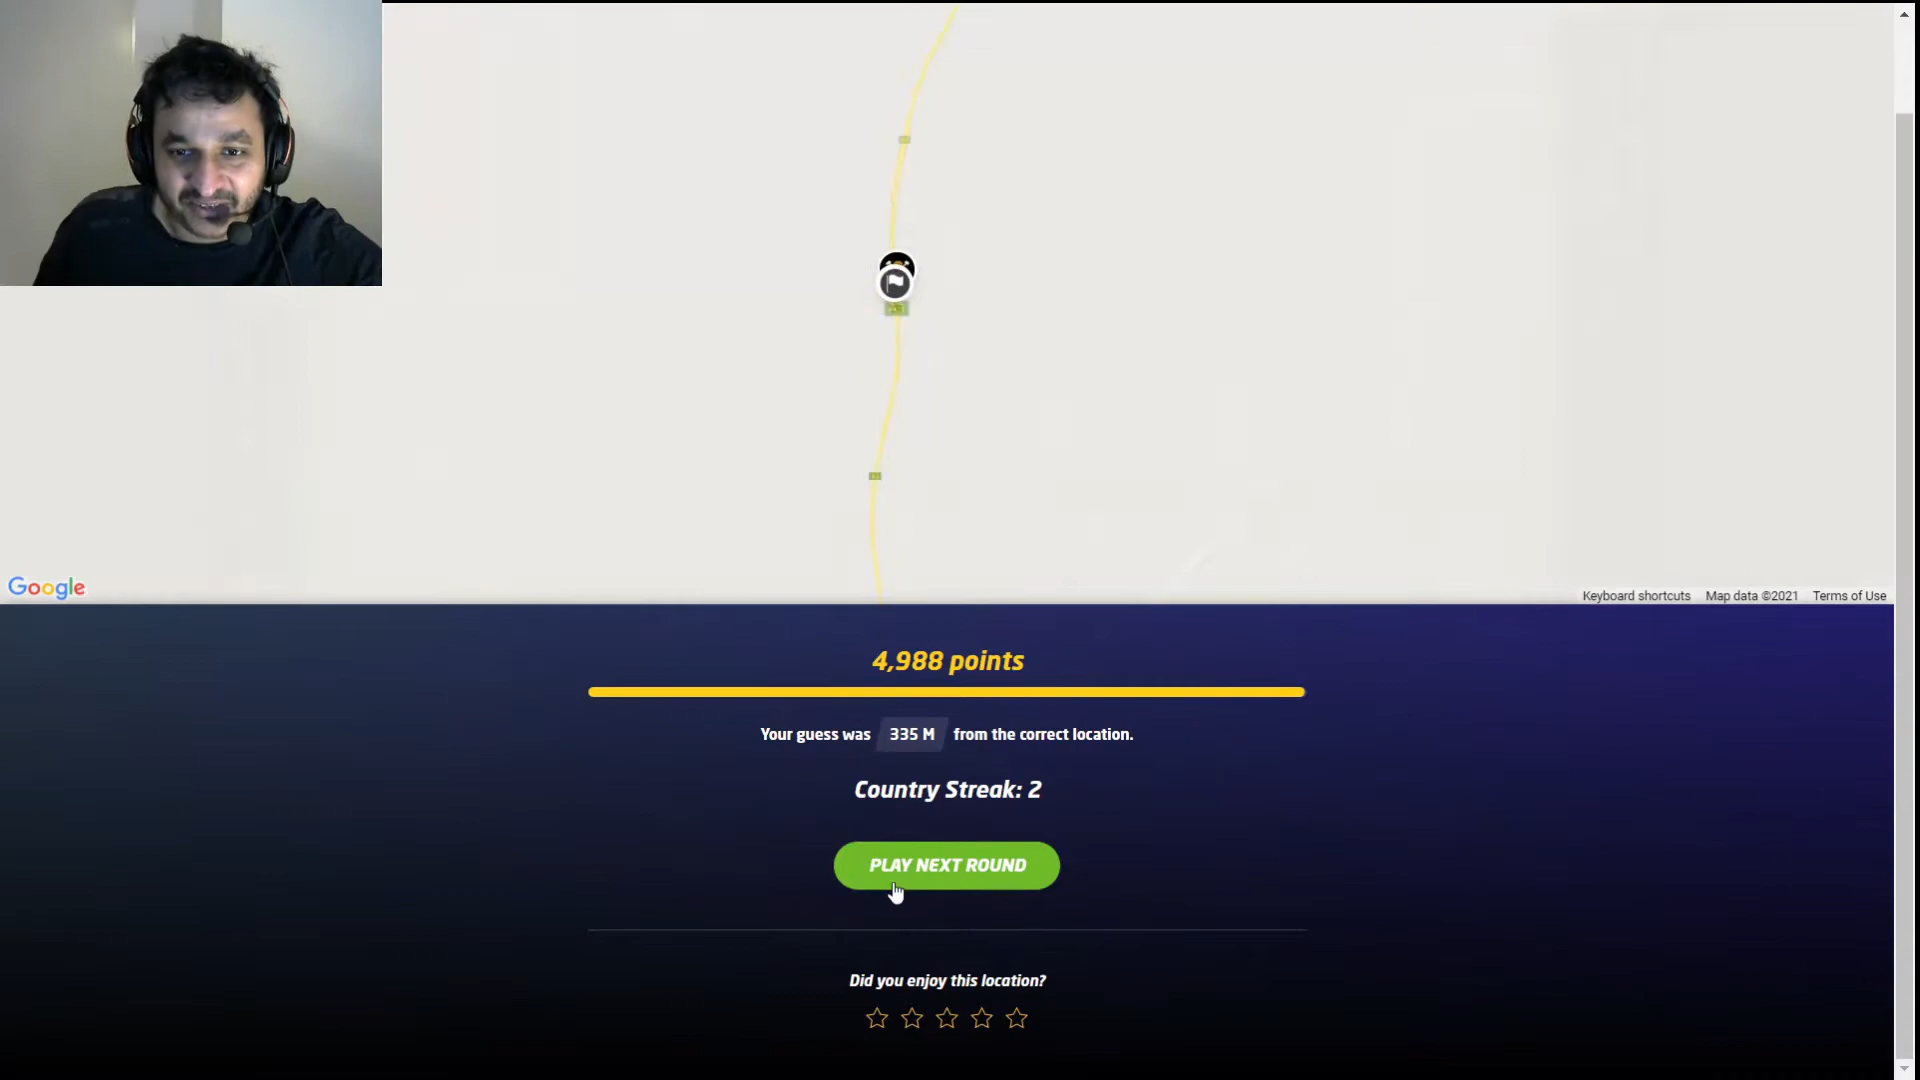 Google
Keyboard shortcuts Map data ©2021 Terms of Use
4,988 points
Your guess was 335 M from the correct location.
Country Streak: 2
PLAY NEXT ROUND
Did you enjoy this location?